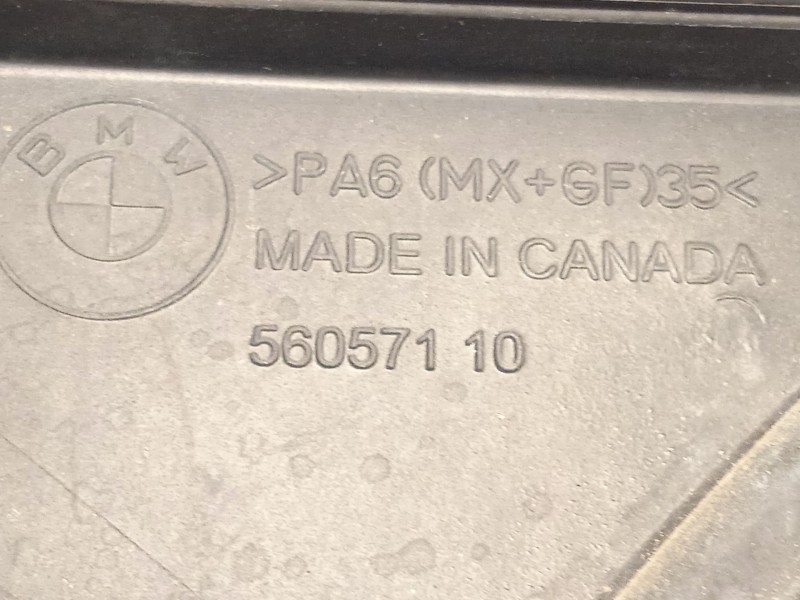 BMW
>PA6 (MX+GF)35<
MADE IN CANADA
560571 10